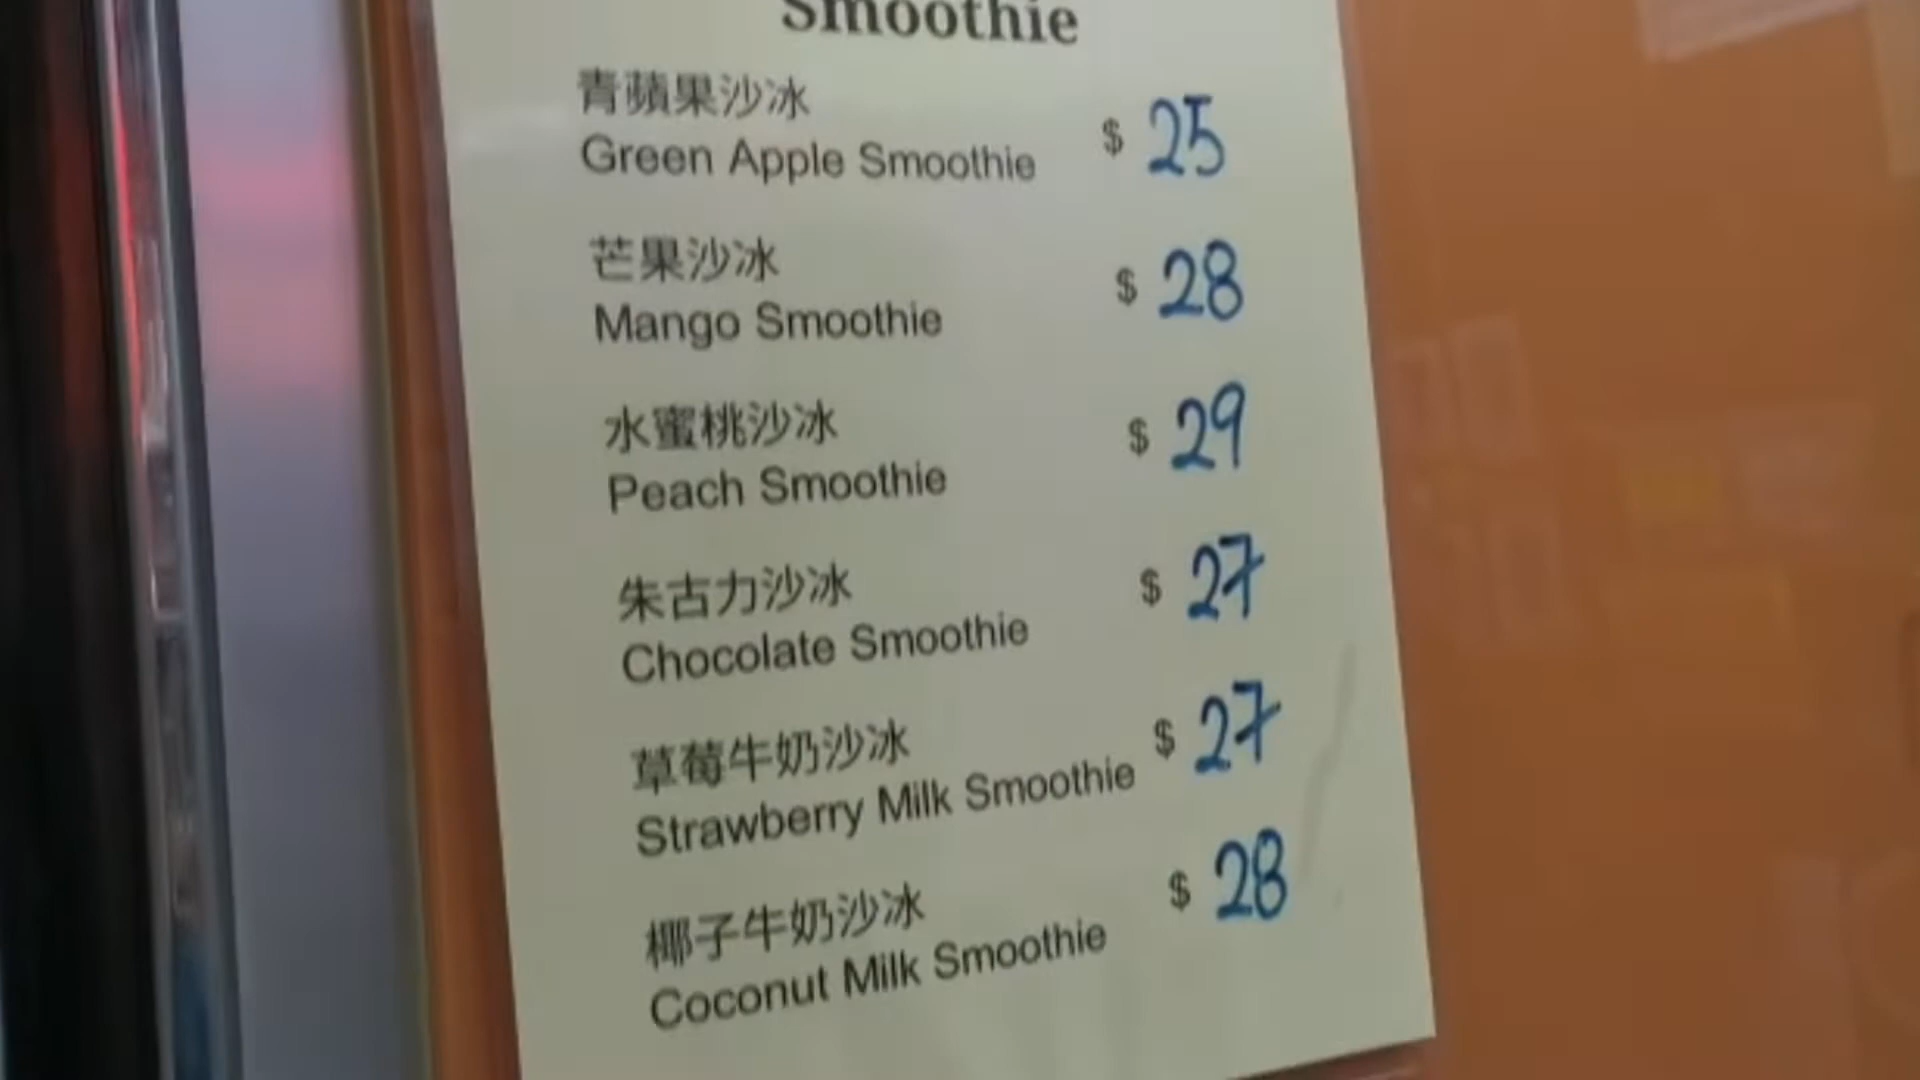 Smoothie
青蘋果沙冰
Green Apple Smoothie $ 25
芒果沙冰
Mango Smoothie $ 28
水蜜桃沙冰
Peach Smoothie $ 29
朱古力沙冰
Chocolate Smoothie $ 27
草莓牛奶沙冰
Strawberry Milk Smoothie $ 27
椰子牛奶沙冰
Coconut Milk Smoothie $ 28